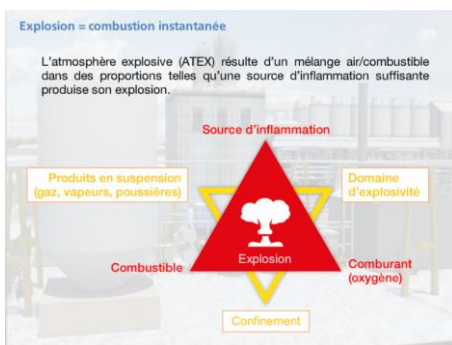 Explosion = combustion instantanée
L'atmosphère explosive (ATEX) résulte d'un mélange air/combustible
dans des proportions telles qu'une source d'inflammation suffisante
produise son explosion.
Source d'inflammation
Produits en suspension
(gaz, vapeurs, poussières)
Domaine
d'explosivité
Explosion
Combustible
Comburant
(oxygène)
Confinement